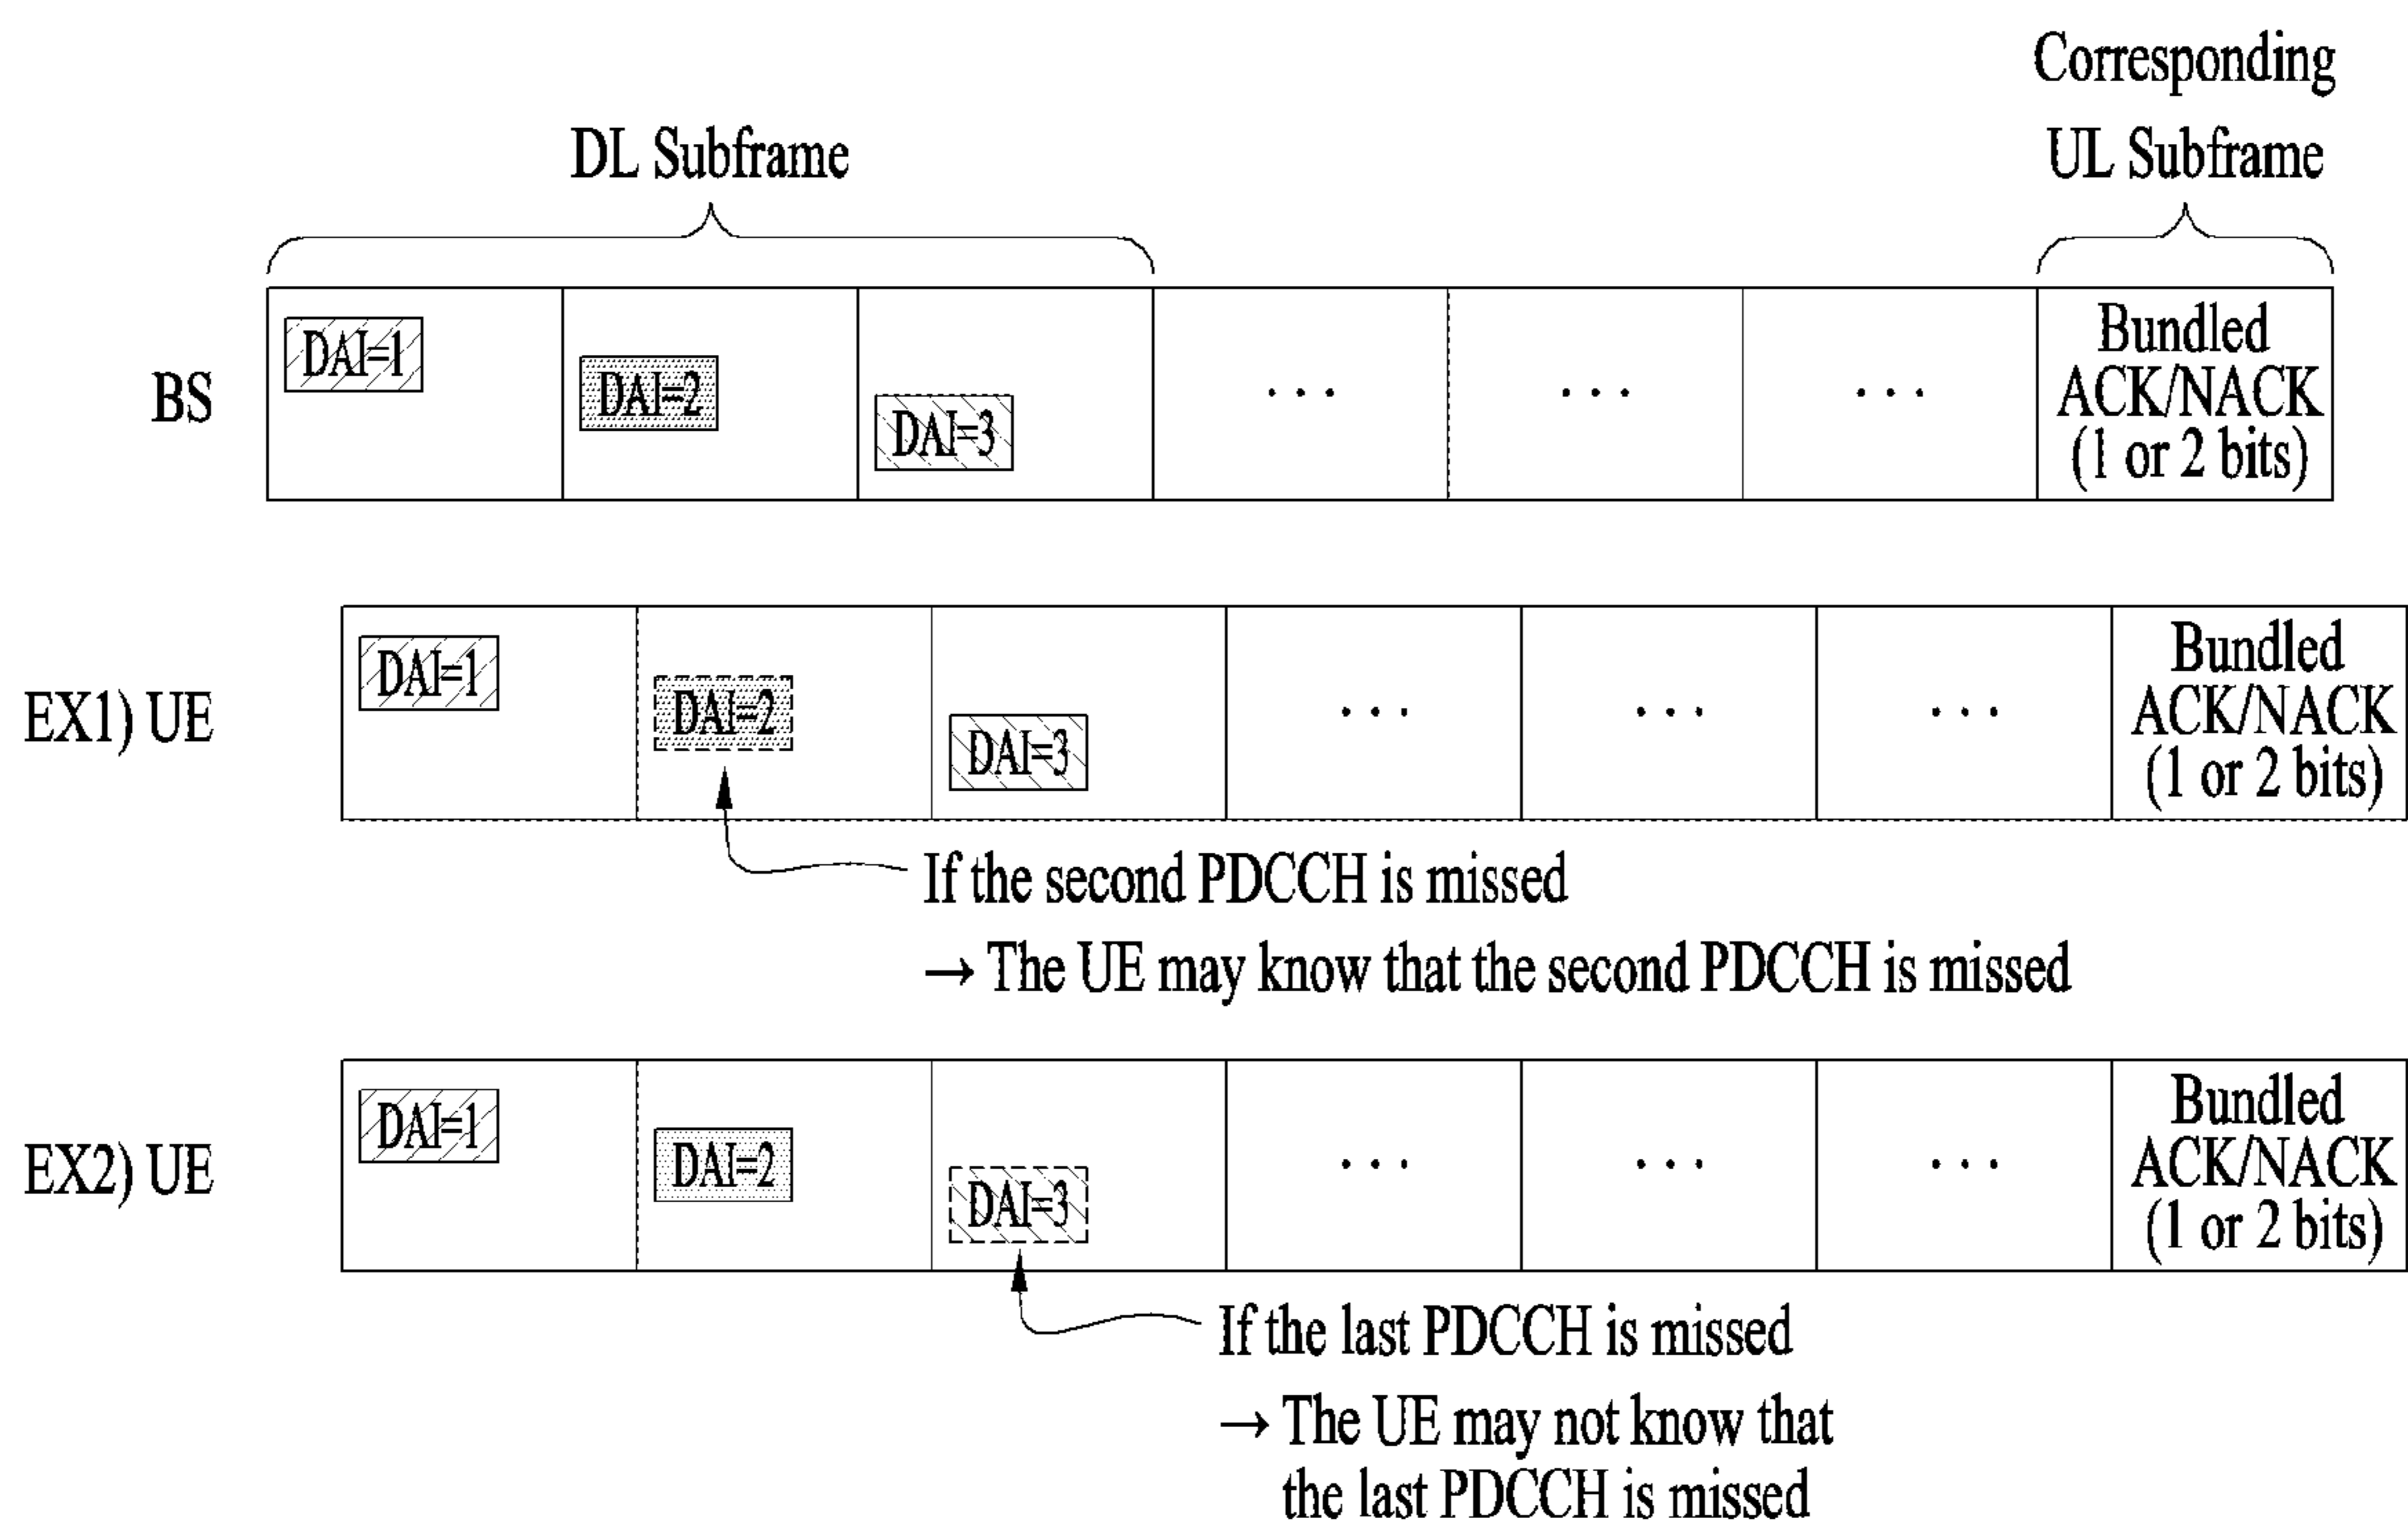 Corresponding
DL Subframe
UL Subframe
BS
DAI=1
DAI=2
DAI=3
...
...
...
Bundled
ACK/NACK
(1 or 2 bits)
EX1) UE
DAI=1
DAI=2
DAI=3
...
...
...
Bundled
ACK/NACK
(1 or 2 bits)
If the second PDCCH is missed
→ The UE may know that the second PDCCH is missed
EX2) UE
DAI=1
DAI=2
DAI=3
...
...
...
Bundled
ACK/NACK
(1 or 2 bits)
If the last PDCCH is missed
→ The UE may not know that
the last PDCCH is missed